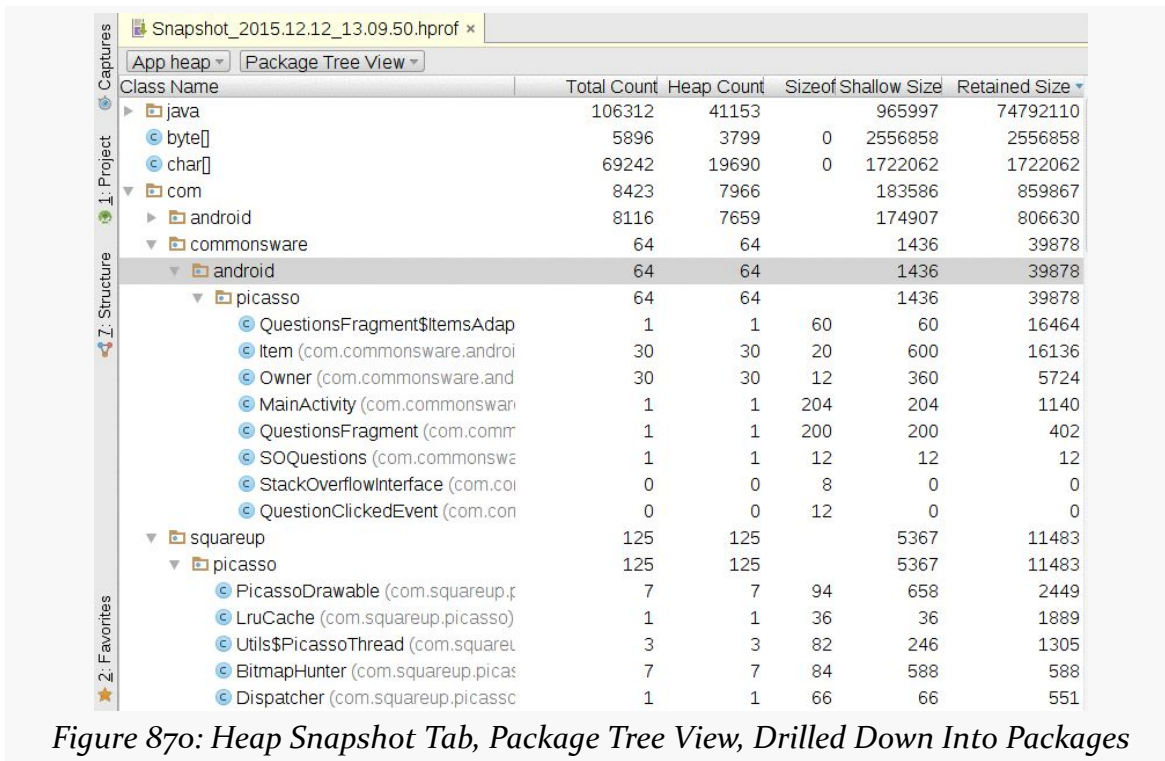 Snapshot_2015.12.12_13.09.50.hprof ×
App heap Package Tree View
Class Name Total Count Heap Count Sizeof Shallow Size Retained Size
java 106312 41153 965997 74792110
byte[] 5896 3799 0 2556858 2556858
char[] 69242 19690 0 1722062 1722062
com 8423 7966 183586 859867
android 8116 7659 174907 806630
commonsware 64 64 1436 39878
android 64 64 1436 39878
picasso 64 64 1436 39878
QuestionsFragment$ItemsAdap 1 1 60 60 16464
Item (com.commonsware.androi 30 30 20 600 16136
Owner (com.commonsware.and 30 30 12 360 5724
MainActivity (com.commonswar 1 1 204 204 1140
QuestionsFragment (com.comm 1 1 200 200 402
SOQuestions (com.commonswa 1 1 12 12 12
StackOverflowInterface (com.co 0 0 8 0 0
QuestionClickedEvent (com.con 0 0 12 0 0
squareup 125 125 5367 11483
picasso 125 125 5367 11483
PicassoDrawable (com.squareup.p 7 7 94 658 2449
LruCache (com.squareup.picasso) 1 1 36 36 1889
Utils$PicassoThread (com.squareu 3 3 82 246 1305
BitmapHunter (com.squareup.picas 7 7 84 588 588
Dispatcher (com.squareup.picasso 1 1 66 66 551
Captures
1: Project
7: Structure
2: Favorites
Figure 870: Heap Snapshot Tab, Package Tree View, Drilled Down Into Packages